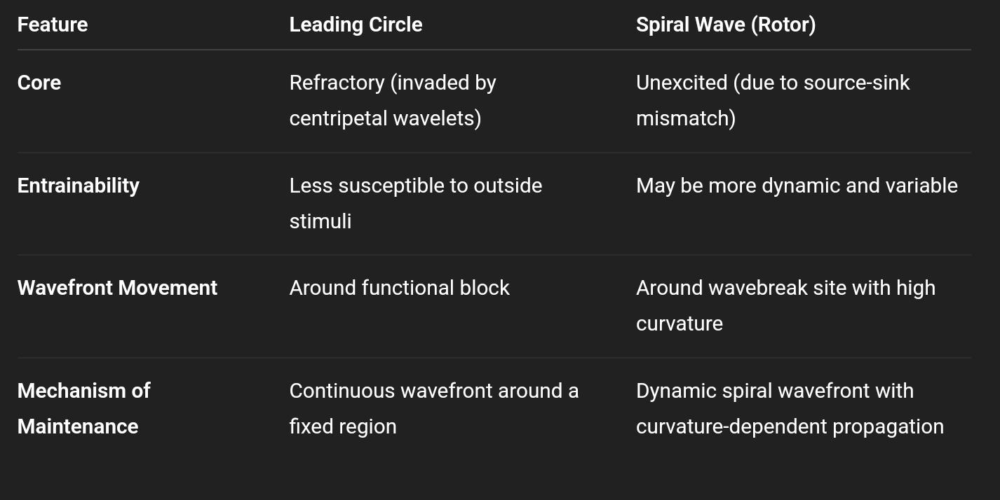 Feature Leading Circle Spiral Wave (Rotor)
Core Refractory (invaded by Unexcited (due to source-sink
centripetal wavelets) mismatch)
Entrainability Less susceptible to outside May be more dynamic and variable
stimuli
Wavefront Movement Around functional block Around wavebreak site with high
curvature
Mechanism of Continuous wavefront around a Dynamic spiral wavefront with
Maintenance fixed region curvature-dependent propagation